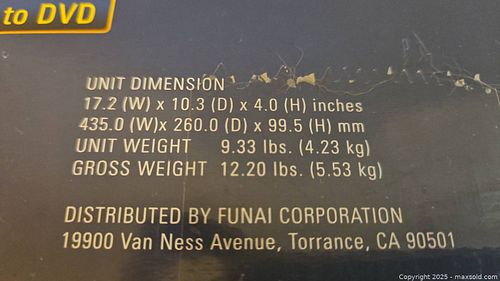 to DVD
UNIT DIMENSION
17.2 (W) x 10.3 (D) x 4.0 (H) inches
435.0 (W)x 260.0 (D) x 99.5 (H) mm
UNIT WEIGHT 9.33 lbs. (4.23 kg)
GROSS WEIGHT 12.20 lbs. (5.53 kg)
DISTRIBUTED BY FUNAI CORPORATION
19900 Van Ness Avenue, Torrance, CA 90501
Copyright © 2025 - maxsold.com